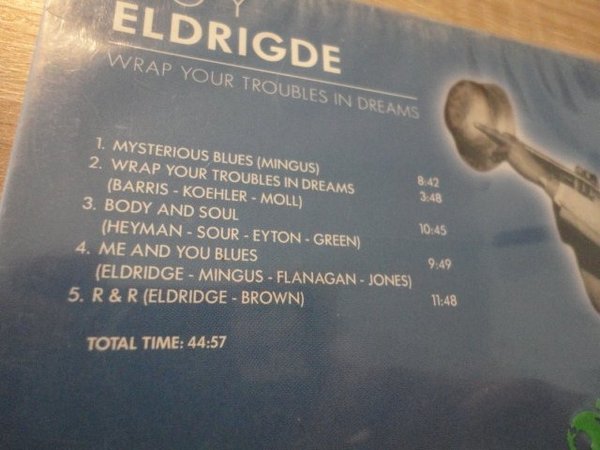 ELDRIGDE
WRAP YOUR TROUBLES IN DREAMS
1. MYSTERIOUS BLUES (MINGUS) 8:42
2. WRAP YOUR TROUBLES IN DREAMS 3:48
(BARRIS - KOEHLER - MOLL)
3. BODY AND SOUL 10:45
(HEYMAN - SOUR - EYTON - GREEN)
4. ME AND YOU BLUES 9:49
(ELDRIDGE - MINGUS - FLANAGAN - JONES)
5. R & R (ELDRIDGE - BROWN) 11:48
TOTAL TIME: 44:57